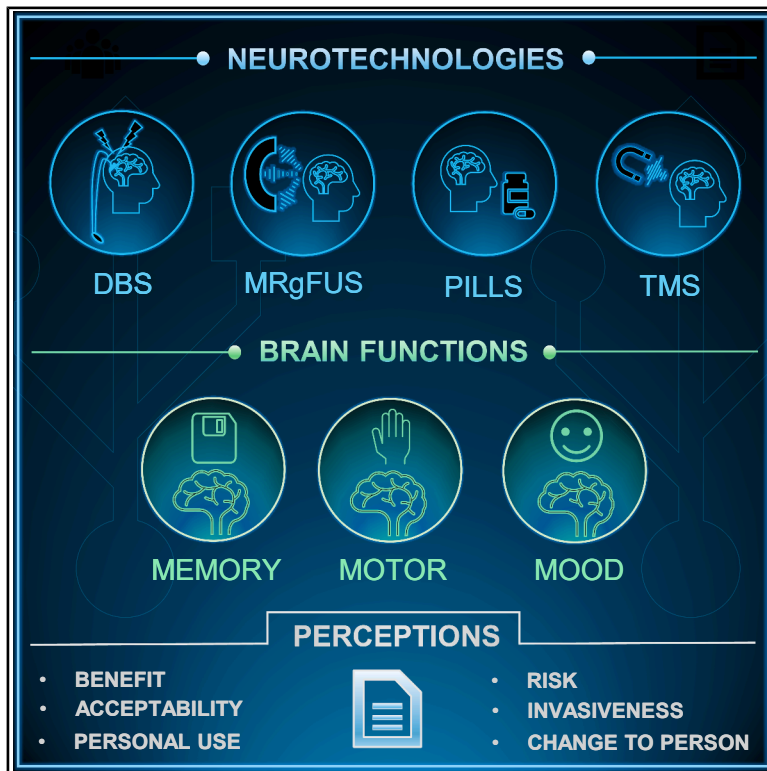 NEUROTECHNOLOGIES
DBS
MRgFUS
PILLS
TMS
BRAIN FUNCTIONS
MEMORY
MOTOR
MOOD
PERCEPTIONS
• BENEFIT
• ACCEPTABILITY
• PERSONAL USE
• RISK
• INVASIVENESS
• CHANGE TO PERSON